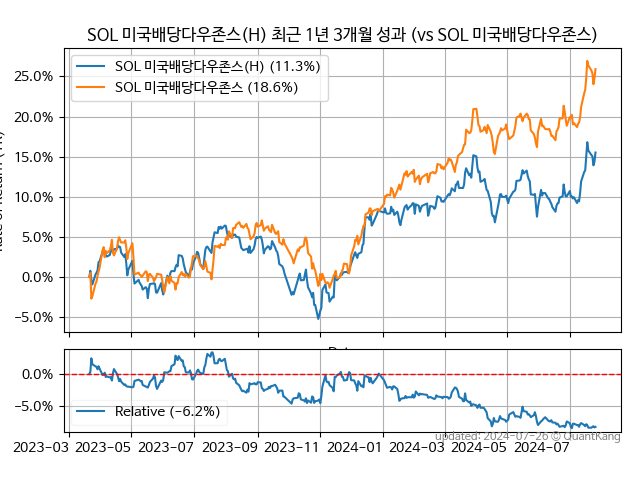 SOL 미국배당다우존스(H) 최근 1년 3개월 성과 (vs SOL 미국배당다우존스)
SOL 미국배당다우존스(H) (11.3%)
SOL 미국배당다우존스 (18.6%)
25.0%
20.0%
15.0%
10.0%
5.0%
0.0%
−5.0%
0.0%
−5.0%
Relative (−6.2%)
updated: 2024-07-26 © QuantKang
2023-03 2023-05 2023-07 2023-09 2023-11 2024-01 2024-03 2024-05 2024-07